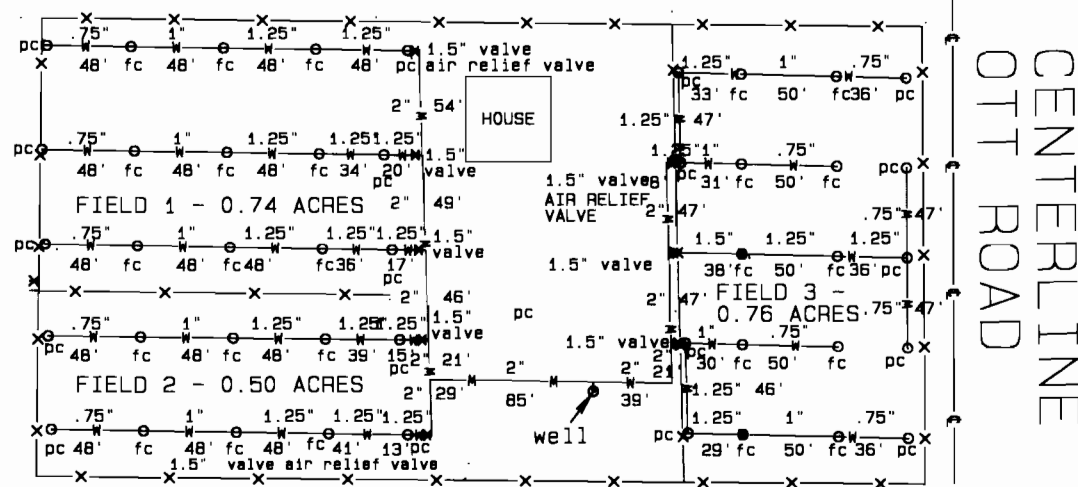 .75" 1" 1.25" 1.25"
pc 1.5" valve
48' fc 48' fc 48' fc 48' pc air relief valve
2" 54'
HOUSE
1.25" 1" .75"
pc
33' fc 50' fc 36' pc
1.25" 47'
.75" 1" 1.25" 1.25" 1.25"
pc 1.5" valve
48' fc 48' fc 48' fc 34' 20'
pc
1.25" 1" .75"
pc
31' fc 50' fc
1.5" valve
AIR RELIEF VALVE
FIELD 1 - 0.74 ACRES
2" 49'
2" 47'
.75" 47'
.75" 1" 1.25" 1.25" 1.25"
pc 1.5" valve
48' fc 48' fc 48' fc 36' 17'
pc
1.5" valve
1.5" 1.25" 1.25"
38' fc 50' fc 36' pc
2" 46'
2" 47'
FIELD 3 -
0.76 ACRES
.75" 47'
pc
.75" 1" 1.25" 1.25" 1.25"
1.5" valve
pc 48' fc 48' fc 48' fc 39' 15'
pc
1.5" valve
1" .75"
pc
30' fc 50' fc pc
FIELD 2 - 0.50 ACRES
2" 21'
2" 29'
2" 2" 2"
85' 39'
2" 21'
1.25" 46'
well
.75" 1" 1.25" 1.25" 1.25"
pc 48' fc 48' fc 48' fc 41' 13' pc
1.5" valve air relief valve
1.25" 1" .75"
pc
29' fc 50' fc 36' pc
CENTERLINE
OTT ROAD